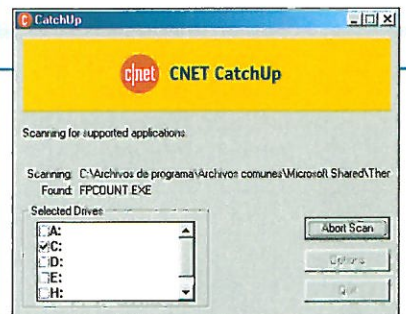 CatchUp
c|net CNET CatchUp
Scanning for supported applications.
Scanning: C:\Archivos de programa\Archivos comunes\Microsoft Shared\Ther
Found: FPCOUNT.EXE
Selected Drives
A:
C:
D:
E:
H:
Abort Scan
Options
Quit